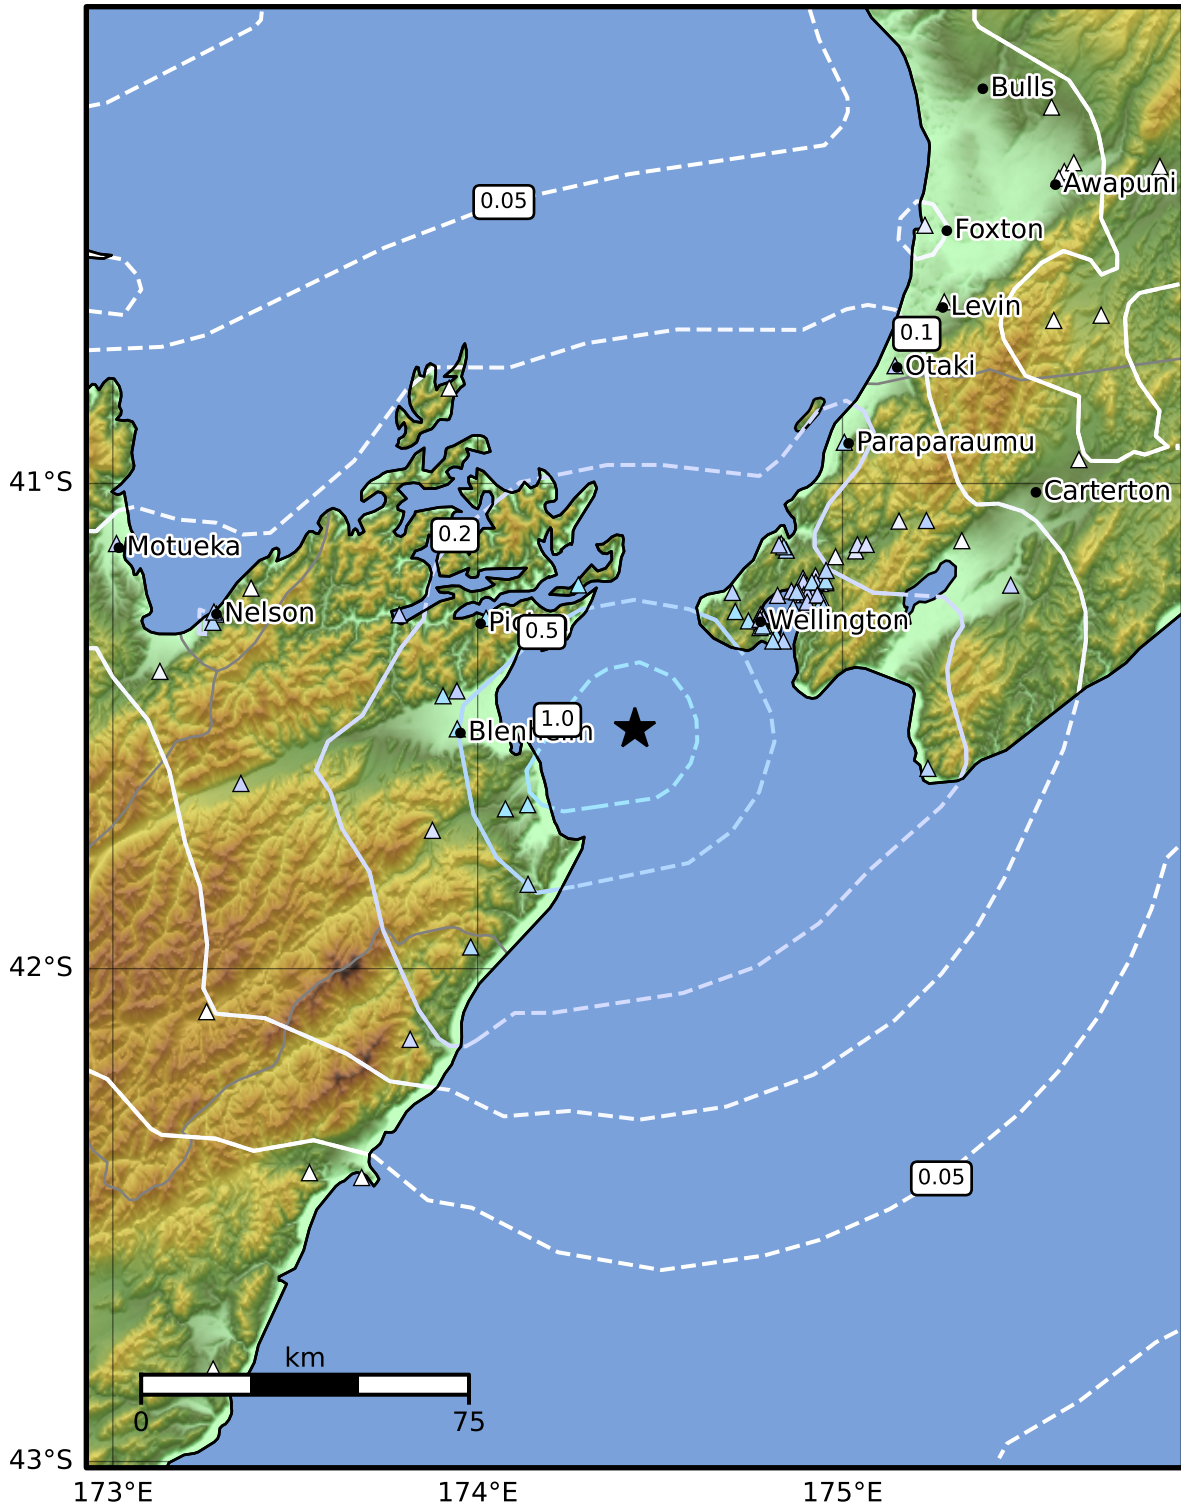 Bulls
Awapuni
0.05
Foxton
Levin
0.1
Otaki
Paraparaumu
41°S
Carterton
0.2
Motueka
Nelson
Wellington
0.5
1.0
Blenheim
42°S
0.05
km
0
75
43°S
173°E
174°E
175°E